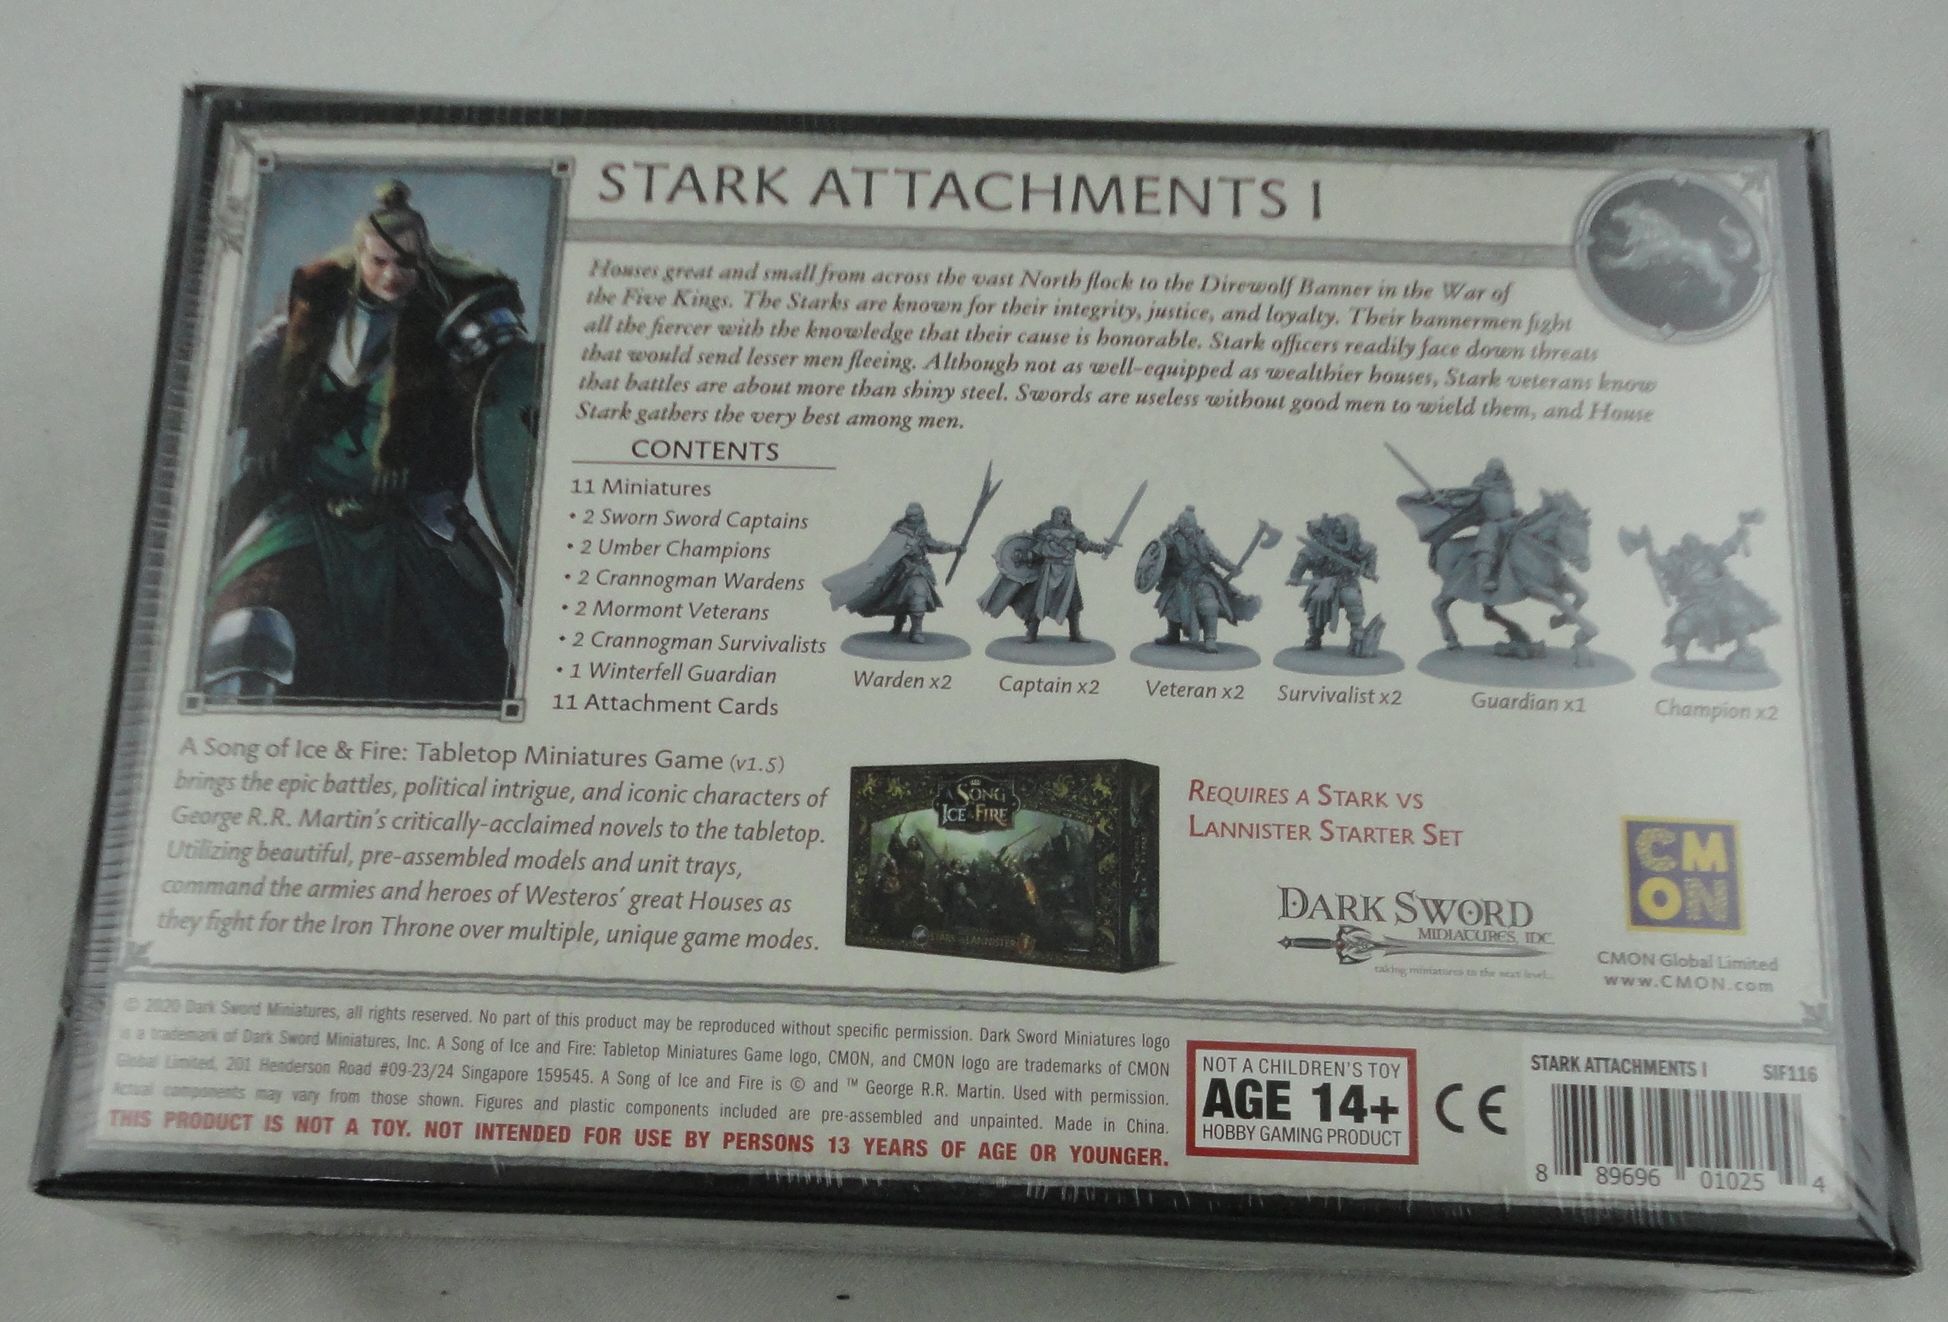 STARK ATTACHMENTS I
Houses great and small from across the vast North flock to the Direwolf Banner in the War of
the Five Kings. The Starks are known for their integrity, justice, and loyalty. Their bannermen fight
all the fiercer with the knowledge that their cause is honorable. Stark officers readily face down threats
that would send lesser men fleeing. Although not as well-equipped as wealthier houses, Stark veterans know
that battles are about more than shiny steel. Swords are useless without good men to wield them, and House
Stark gathers the very best among men.
CONTENTS
11 Miniatures
• 2 Sworn Sword Captains
• 2 Umber Champions
• 2 Crannogman Wardens
• 2 Mormont Veterans
• 2 Crannogman Survivalists
• 1 Winterfell Guardian
11 Attachment Cards
Warden x2
Captain x2
Veteran x2
Survivalist x2
Guardian x1
Champion x2
A Song of Ice & Fire: Tabletop Miniatures Game (v1.5)
brings the epic battles, political intrigue, and iconic characters of
George R.R. Martin's critically-acclaimed novels to the tabletop.
Utilizing beautiful, pre-assembled models and unit trays,
command the armies and heroes of Westeros' great Houses as
they fight for the Iron Throne over multiple, unique game modes.
A SONG
OF
ICE & FIRE
STARK VS LANNISTER
REQUIRES A STARK VS
LANNISTER STARTER SET
DARK SWORD
MINIATURES, INC.
taking miniatures to the next level...
CMON
CMON Global Limited
www.CMON.com
© 2020 Dark Sword Miniatures, all rights reserved. No part of this product may be reproduced without specific permission. Dark Sword Miniatures logo
is a trademark of Dark Sword Miniatures, Inc. A Song of Ice and Fire: Tabletop Miniatures Game logo, CMON, and CMON logo are trademarks of CMON
Global Limited, 201 Henderson Road #09-23/24 Singapore 159545. A Song of Ice and Fire is © and ™ George R.R. Martin. Used with permission.
Actual components may vary from those shown. Figures and plastic components included are pre-assembled and unpainted. Made in China.
THIS PRODUCT IS NOT A TOY. NOT INTENDED FOR USE BY PERSONS 13 YEARS OF AGE OR YOUNGER.
NOT A CHILDREN'S TOY
AGE 14+
HOBBY GAMING PRODUCT
CE
STARK ATTACHMENTS I SIF116
8 89696 01025 4